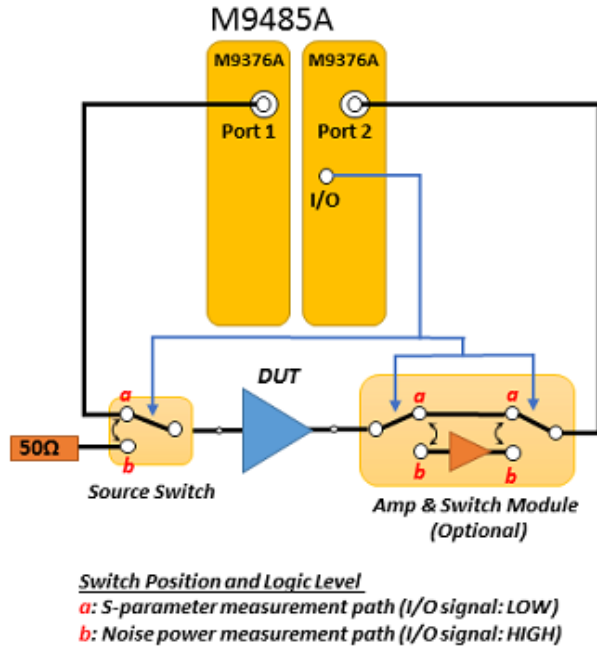 M9485A
M9376A
M9376A
Port 1
Port 2
I/O
DUT
a
b
50Ω
a
a
b
b
Source Switch
Amp & Switch Module
(Optional)
Switch Position and Logic Level
a: S-parameter measurement path (I/O signal: LOW)
b: Noise power measurement path (I/O signal: HIGH)